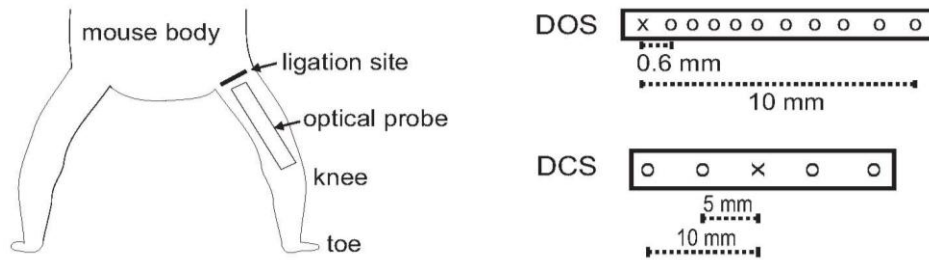 mouse body
ligation site
optical probe
knee
toe
DOS
x o o o o o o o o o o
0.6 mm
10 mm
DCS
o o x o o
5 mm
10 mm